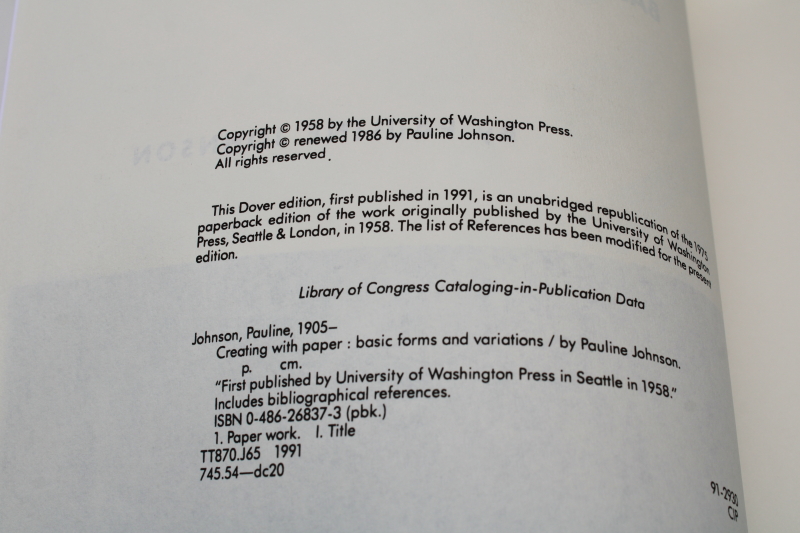 Copyright © 1958 by the University of Washington Press.
Copyright © renewed 1986 by Pauline Johnson.
All rights reserved.
This Dover edition, first published in 1991, is an unabridged republication of the 1975
paperback edition of the work originally published by the University of Washington
Press, Seattle & London, in 1958. The list of References has been modified for the present
edition.
Library of Congress Cataloging-in-Publication Data
Johnson, Pauline, 1905–
Creating with paper : basic forms and variations / by Pauline Johnson.
p. cm.
"First published by University of Washington Press in Seattle in 1958."
Includes bibliographical references.
ISBN 0-486-26837-3 (pbk.)
1. Paper work. I. Title
TT870.J65 1991
745.54—dc20
91-2930
CIP